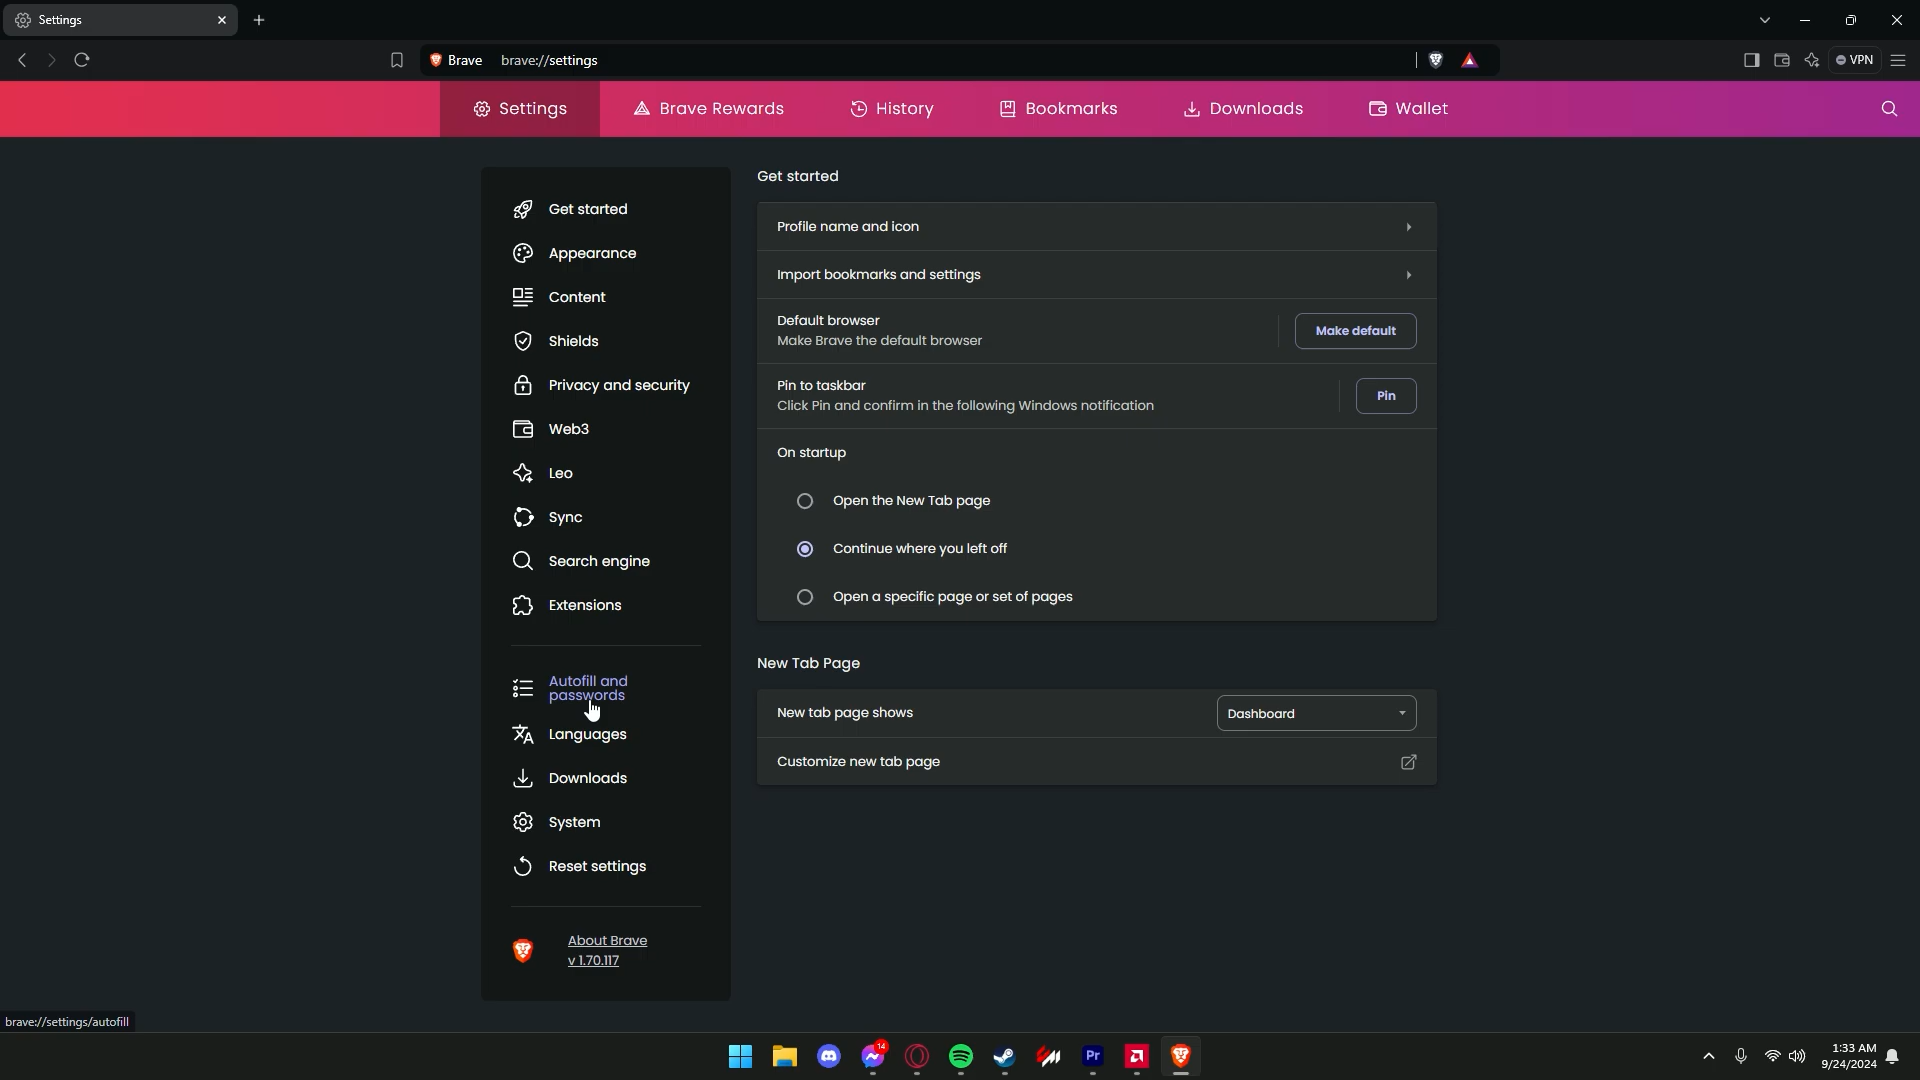 Settings
Brave brave://settings
VPN
Settings Brave Rewards History Bookmarks Downloads Wallet
Get started
Appearance
Content
Shields
Privacy and security
Web3
Leo
Sync
Search engine
Extensions
Autofill and
passwords
Languages
Downloads
System
Reset settings
About Brave
v 1.70.117
Get started
Profile name and icon
Import bookmarks and settings
Default browser
Make Brave the default browser
Make default
Pin to taskbar
Click Pin and confirm in the following Windows notification
Pin
On startup
Open the New Tab page
Continue where you left off
Open a specific page or set of pages
New Tab Page
New tab page shows
Dashboard
Customize new tab page
brave://settings/autofill
14
Pr
1:33 AM
9/24/2024